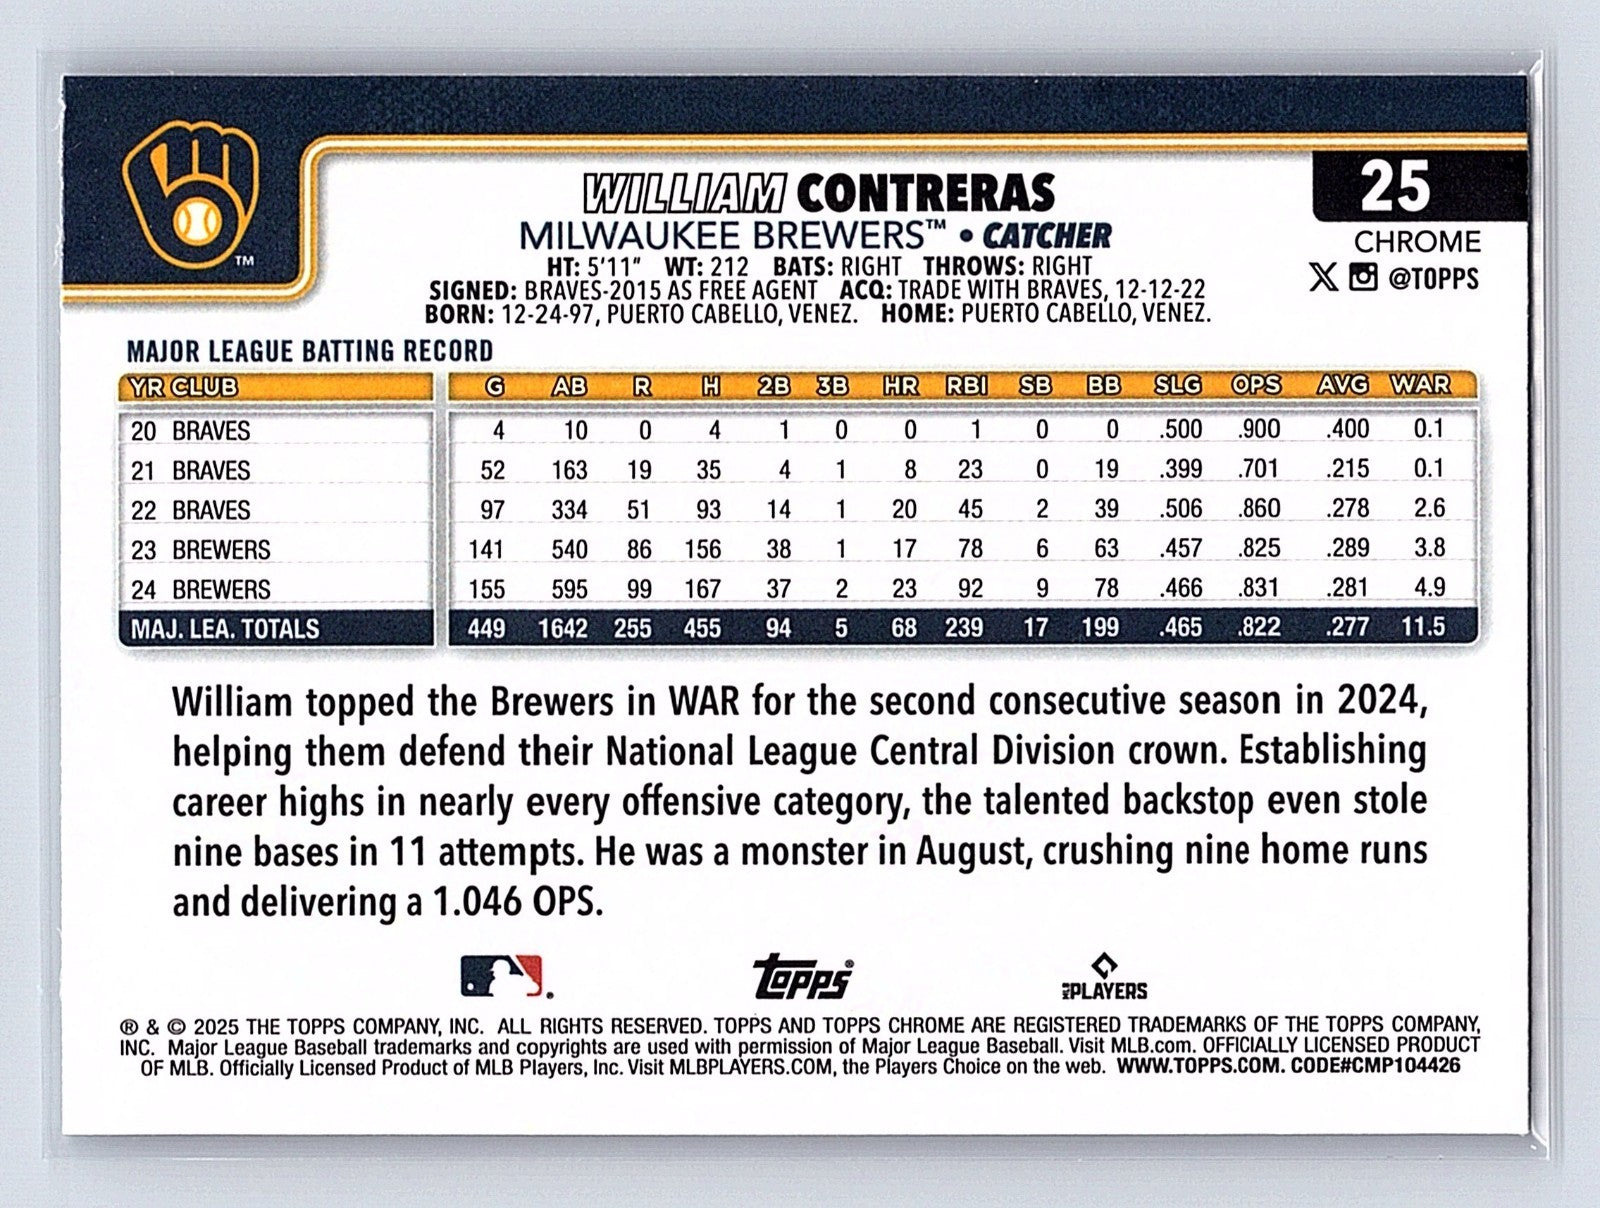 25
WILLIAM CONTRERAS
MILWAUKEE BREWERS™ • CATCHER
CHROME
HT: 5'11" WT: 212 BATS: RIGHT THROWS: RIGHT
@TOPPS
SIGNED: BRAVES-2015 AS FREE AGENT ACQ: TRADE WITH BRAVES, 12-12-22
BORN: 12-24-97, PUERTO CABELLO, VENEZ. HOME: PUERTO CABELLO, VENEZ.
TM
MAJOR LEAGUE BATTING RECORD
YR CLUB G AB R H 2B 3B HR RBI SB BB SLG OPS AVG WAR
20 BRAVES 4 10 0 4 1 0 0 1 0 0 .500 .900 .400 0.1
21 BRAVES 52 163 19 35 4 1 8 23 0 19 .399 .701 .215 0.1
22 BRAVES 97 334 51 93 14 1 20 45 2 39 .506 .860 .278 2.6
23 BREWERS 141 540 86 156 38 1 17 78 6 63 .457 .825 .289 3.8
24 BREWERS 155 595 99 167 37 2 23 92 9 78 .466 .831 .281 4.9
MAJ. LEA. TOTALS 449 1642 255 455 94 5 68 239 17 199 .465 .822 .277 11.5
William topped the Brewers in WAR for the second consecutive season in 2024,
helping them defend their National League Central Division crown. Establishing
career highs in nearly every offensive category, the talented backstop even stole
nine bases in 11 attempts. He was a monster in August, crushing nine home runs
and delivering a 1.046 OPS.
Topps®
MLB PLAYERS
® & © 2025 THE TOPPS COMPANY, INC. ALL RIGHTS RESERVED. TOPPS AND TOPPS CHROME ARE REGISTERED TRADEMARKS OF THE TOPPS COMPANY,
INC. Major League Baseball trademarks and copyrights are used with permission of Major League Baseball. Visit MLB.com. OFFICIALLY LICENSED PRODUCT
OF MLB. Officially Licensed Product of MLB Players, Inc. Visit MLBPLAYERS.COM, the Players Choice on the web. WWW.TOPPS.COM. CODE#CMP104426